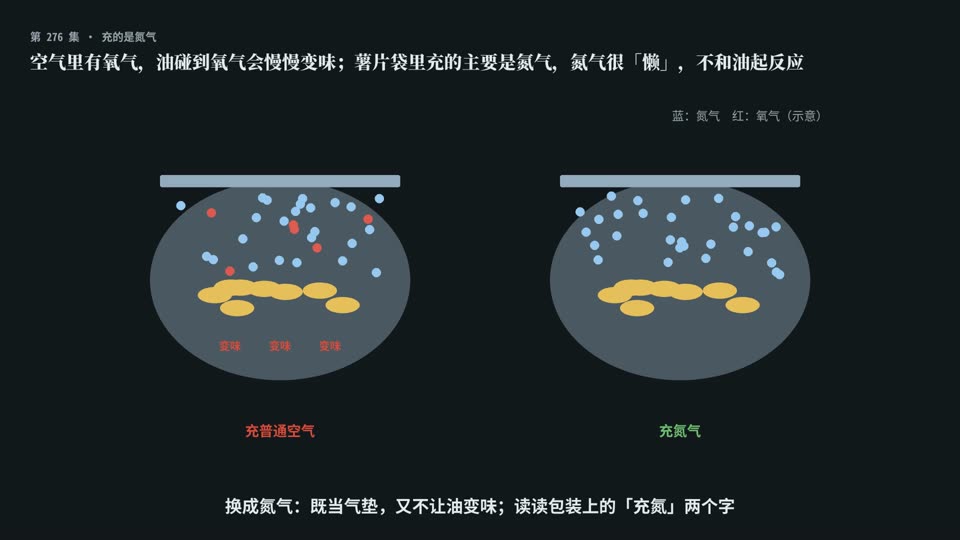 第 276 集 · 充的是氮气
空气里有氧气，油碰到氧气会慢慢变味；薯片袋里充的主要是氮气，氮气很「懒」，不和油起反应
蓝：氮气 红：氧气（示意）
变味 变味 变味
充普通空气 充氮气
换成氮气：既当气垫，又不让油变味；读读包装上的「充氮」两个字